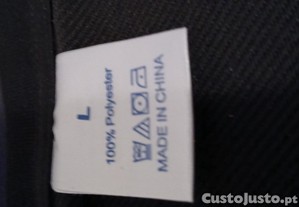 L
100% Polyester
MADE IN CHINA
CustoJusto.pt